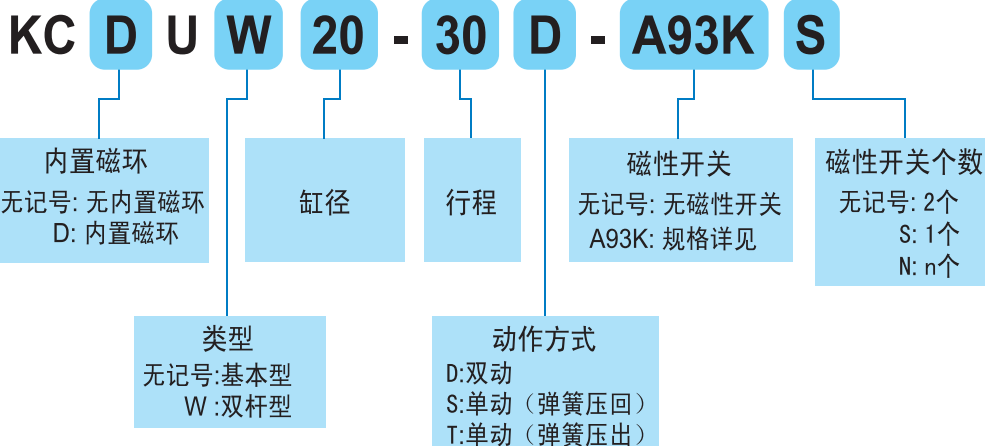 KC D U W 20 - 30 D - A93K S
内置磁环
无记号: 无内置磁环
D: 内置磁环
缸径
行程
磁性开关
无记号: 无磁性开关
A93K: 规格详见
磁性开关个数
无记号: 2个
S: 1个
N: n个
类型
无记号:基本型
W :双杆型
动作方式
D:双动
S:单动（弹簧压回）
T:单动（弹簧压出）